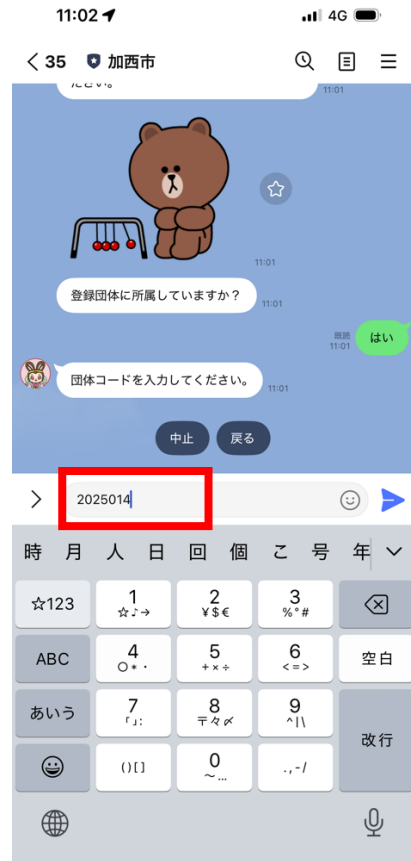 11:02
4G
35 加西市
ださい。
11:01
11:01
登録団体に所属していますか？
11:01
既読
11:01
はい
団体コードを入力してください。
11:01
中止 戻る
2025014
時 月 人 日 回 個 こ 号 年
☆123 1 2 3
☆♪→ ¥$€ %°#
ABC 4 5 6 空白
○*・ +×÷ <=>
あいう 7 8 9 改行
「」: 〒々〆 ^|\
()[] 0 .,-/
～…